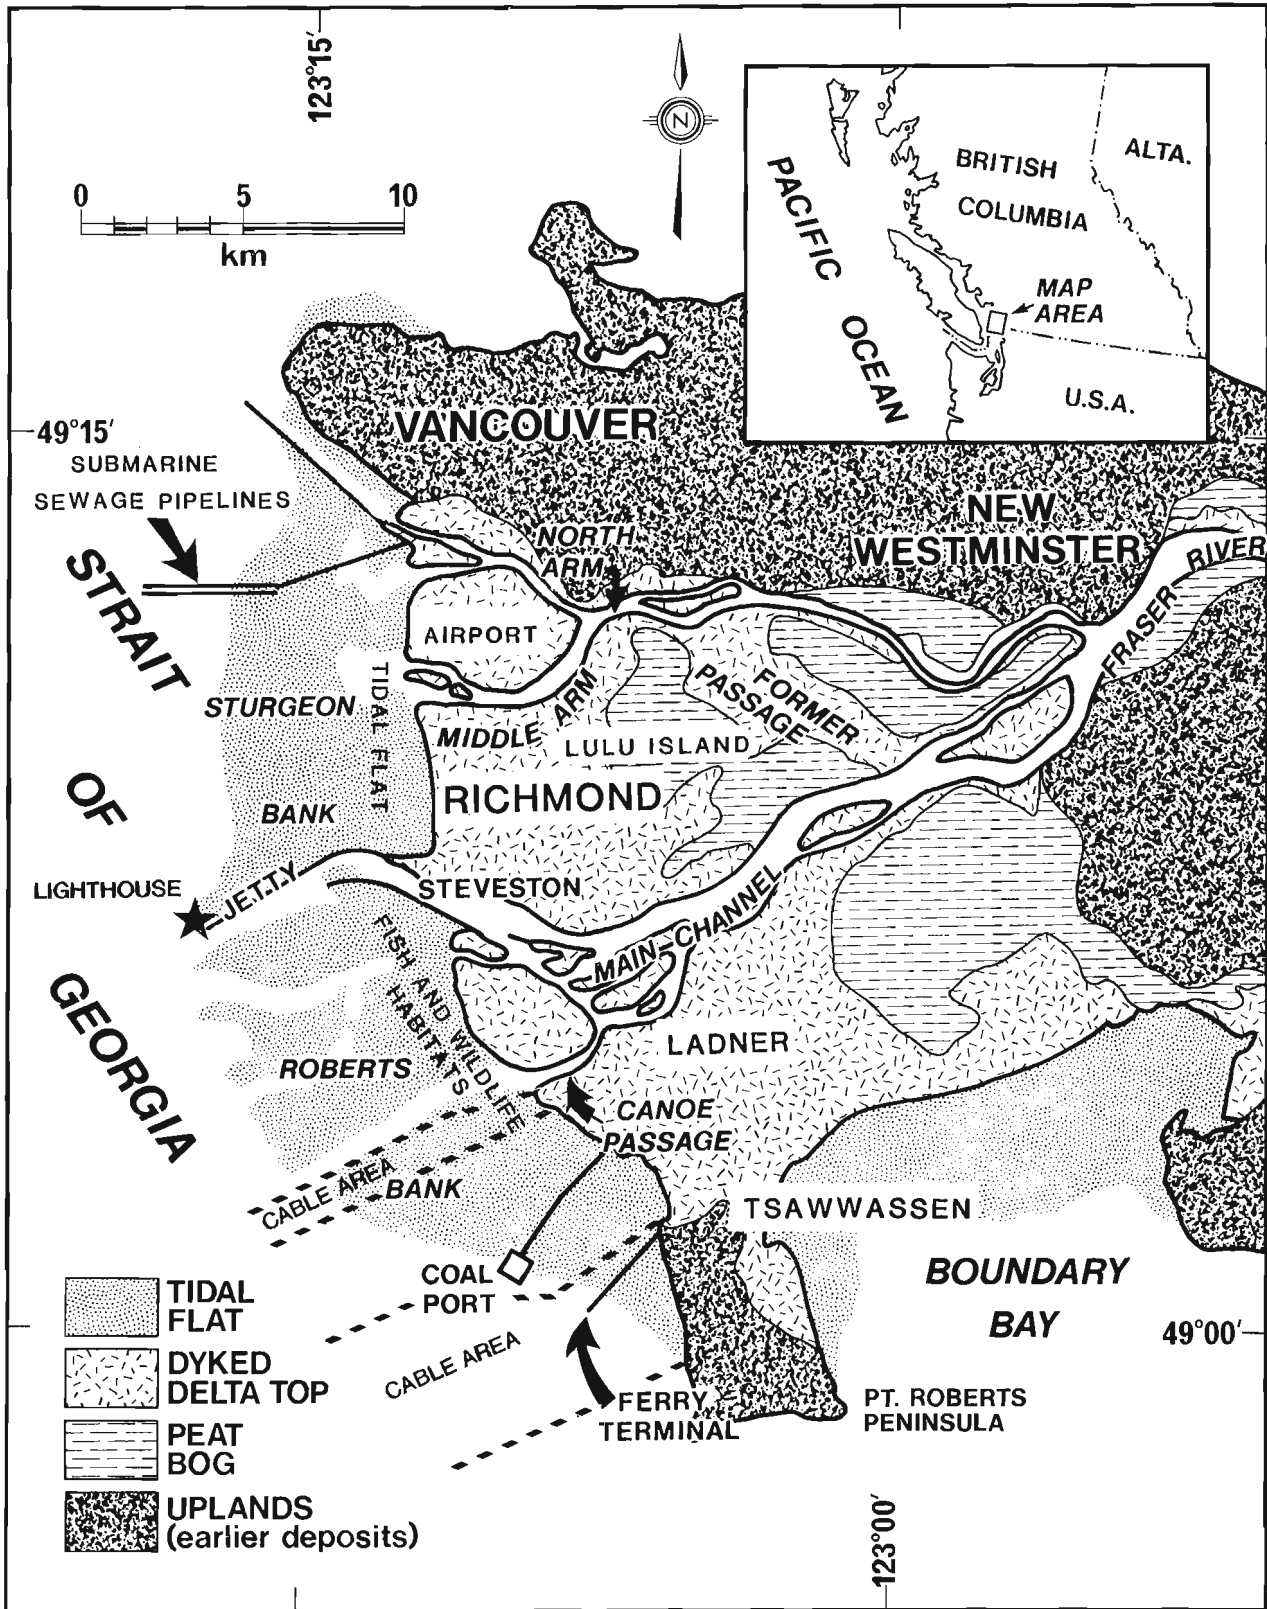 123°15′
N
0 5 10
km
PACIFIC OCEAN
BRITISH
COLUMBIA
ALTA.
MAP
AREA
U.S.A.
49°15′
VANCOUVER
SUBMARINE
SEWAGE PIPELINES
NEW
WESTMINSTER
NORTH
ARM
FRASER RIVER
STRAIT OF GEORGIA
AIRPORT
TIDAL FLAT
STURGEON
BANK
MIDDLE ARM
FORMER
PASSAGE
LULU ISLAND
RICHMOND
LIGHTHOUSE
JETTY
STEVESTON
MAIN CHANNEL
FISH AND WILDLIFE
HABITATS
ROBERTS
BANK
LADNER
CANOE
PASSAGE
CABLE AREA
TSAWWASSEN
COAL
PORT
BOUNDARY
BAY
49°00′
CABLE AREA
FERRY
TERMINAL
PT. ROBERTS
PENINSULA
TIDAL
FLAT
DYKED
DELTA TOP
PEAT
BOG
UPLANDS
(earlier deposits)
123°00′